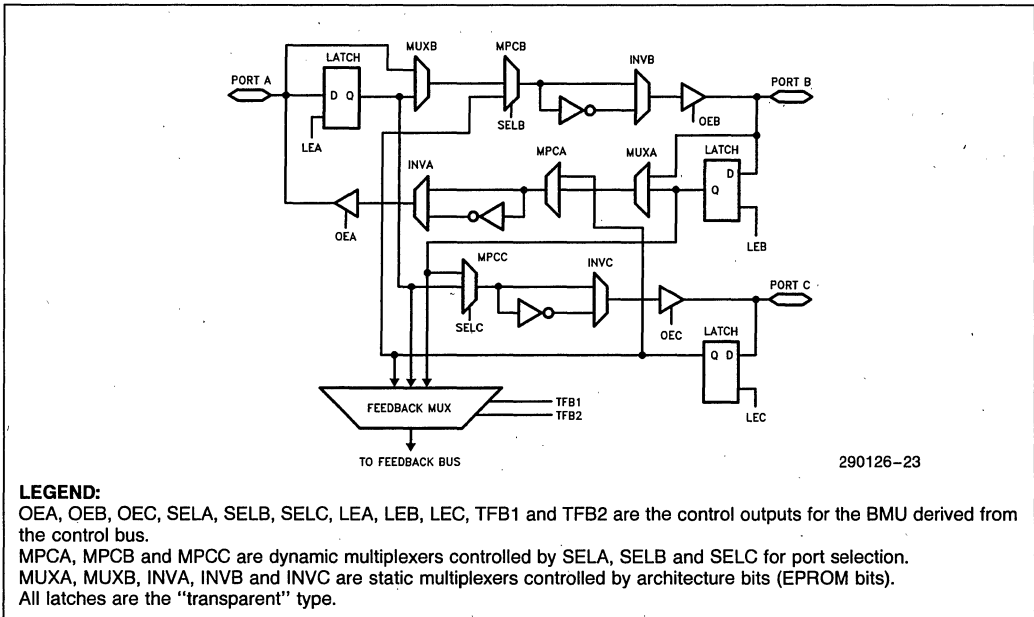 MUXB
MPCB
LATCH
INVB
PORT A
PORT B
D Q
SELB
OEB
LEA
MPCA
MUXA
LATCH
INVA
D
Q
OEA
LEB
MPCC
INVC
PORT C
SELC
OEC
LATCH
Q D
FEEDBACK MUX
TFB1
TFB2
LEC
TO FEEDBACK BUS
290126-23
LEGEND:
OEA, OEB, OEC, SELA, SELB, SELC, LEA, LEB, LEC, TFB1 and TFB2 are the control outputs for the BMU derived from
the control bus.
MPCA, MPCB and MPCC are dynamic multiplexers controlled by SELA, SELB and SELC for port selection.
MUXA, MUXB, INVA, INVB and INVC are static multiplexers controlled by architecture bits (EPROM bits).
All latches are the "transparent" type.